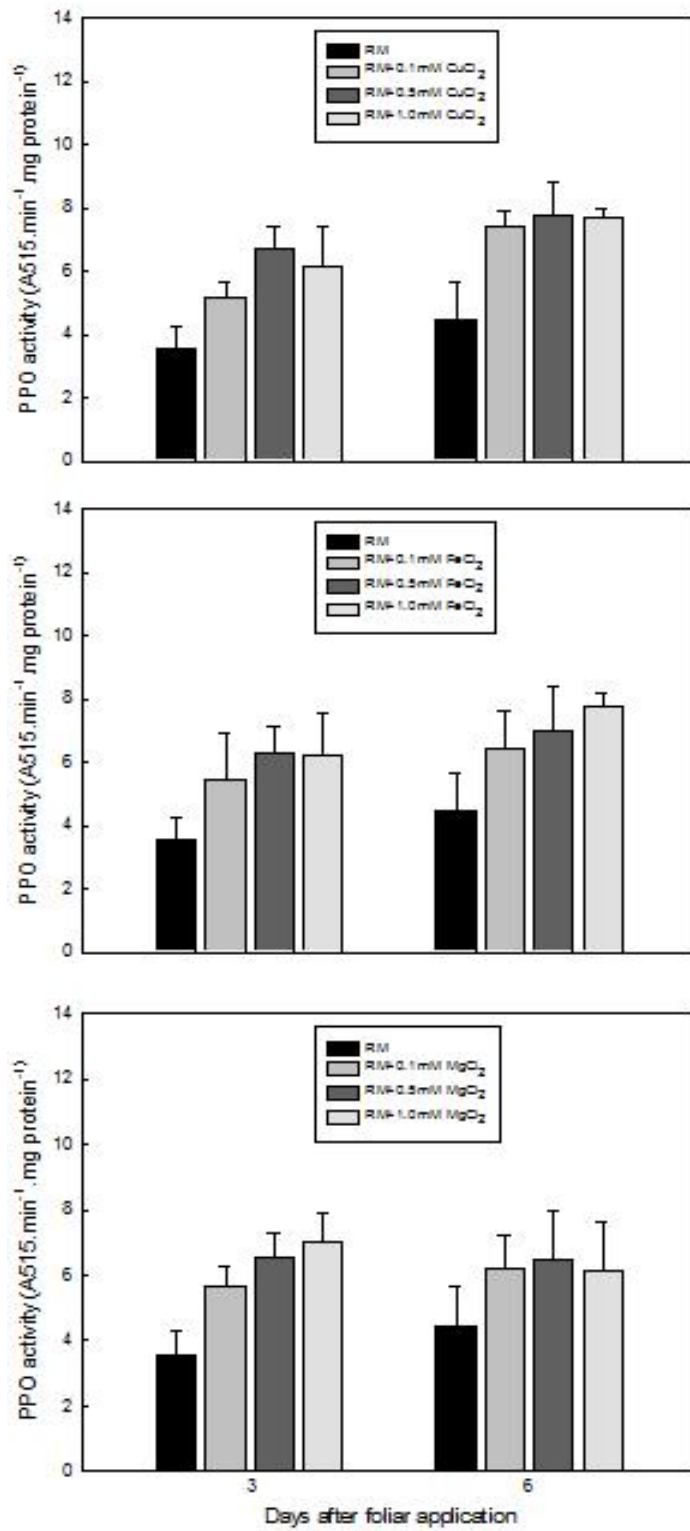 PPO activity (A515.min⁻¹.mg protein⁻¹)
14
12
10
8
6
4
2
0
RM
RM+0.1mM CuCl₂
RM+0.5mM CuCl₂
RM+1.0mM CuCl₂
PPO activity (A515.min⁻¹.mg protein⁻¹)
14
12
10
8
6
4
2
0
RM
RM+0.1mM FeCl₂
RM+0.5mM FeCl₂
RM+1.0mM FeCl₂
PPO activity (A515.min⁻¹.mg protein⁻¹)
14
12
10
8
6
4
2
0
RM
RM+0.1mM MgCl₂
RM+0.5mM MgCl₂
RM+1.0mM MgCl₂
3 6
Days after foliar application